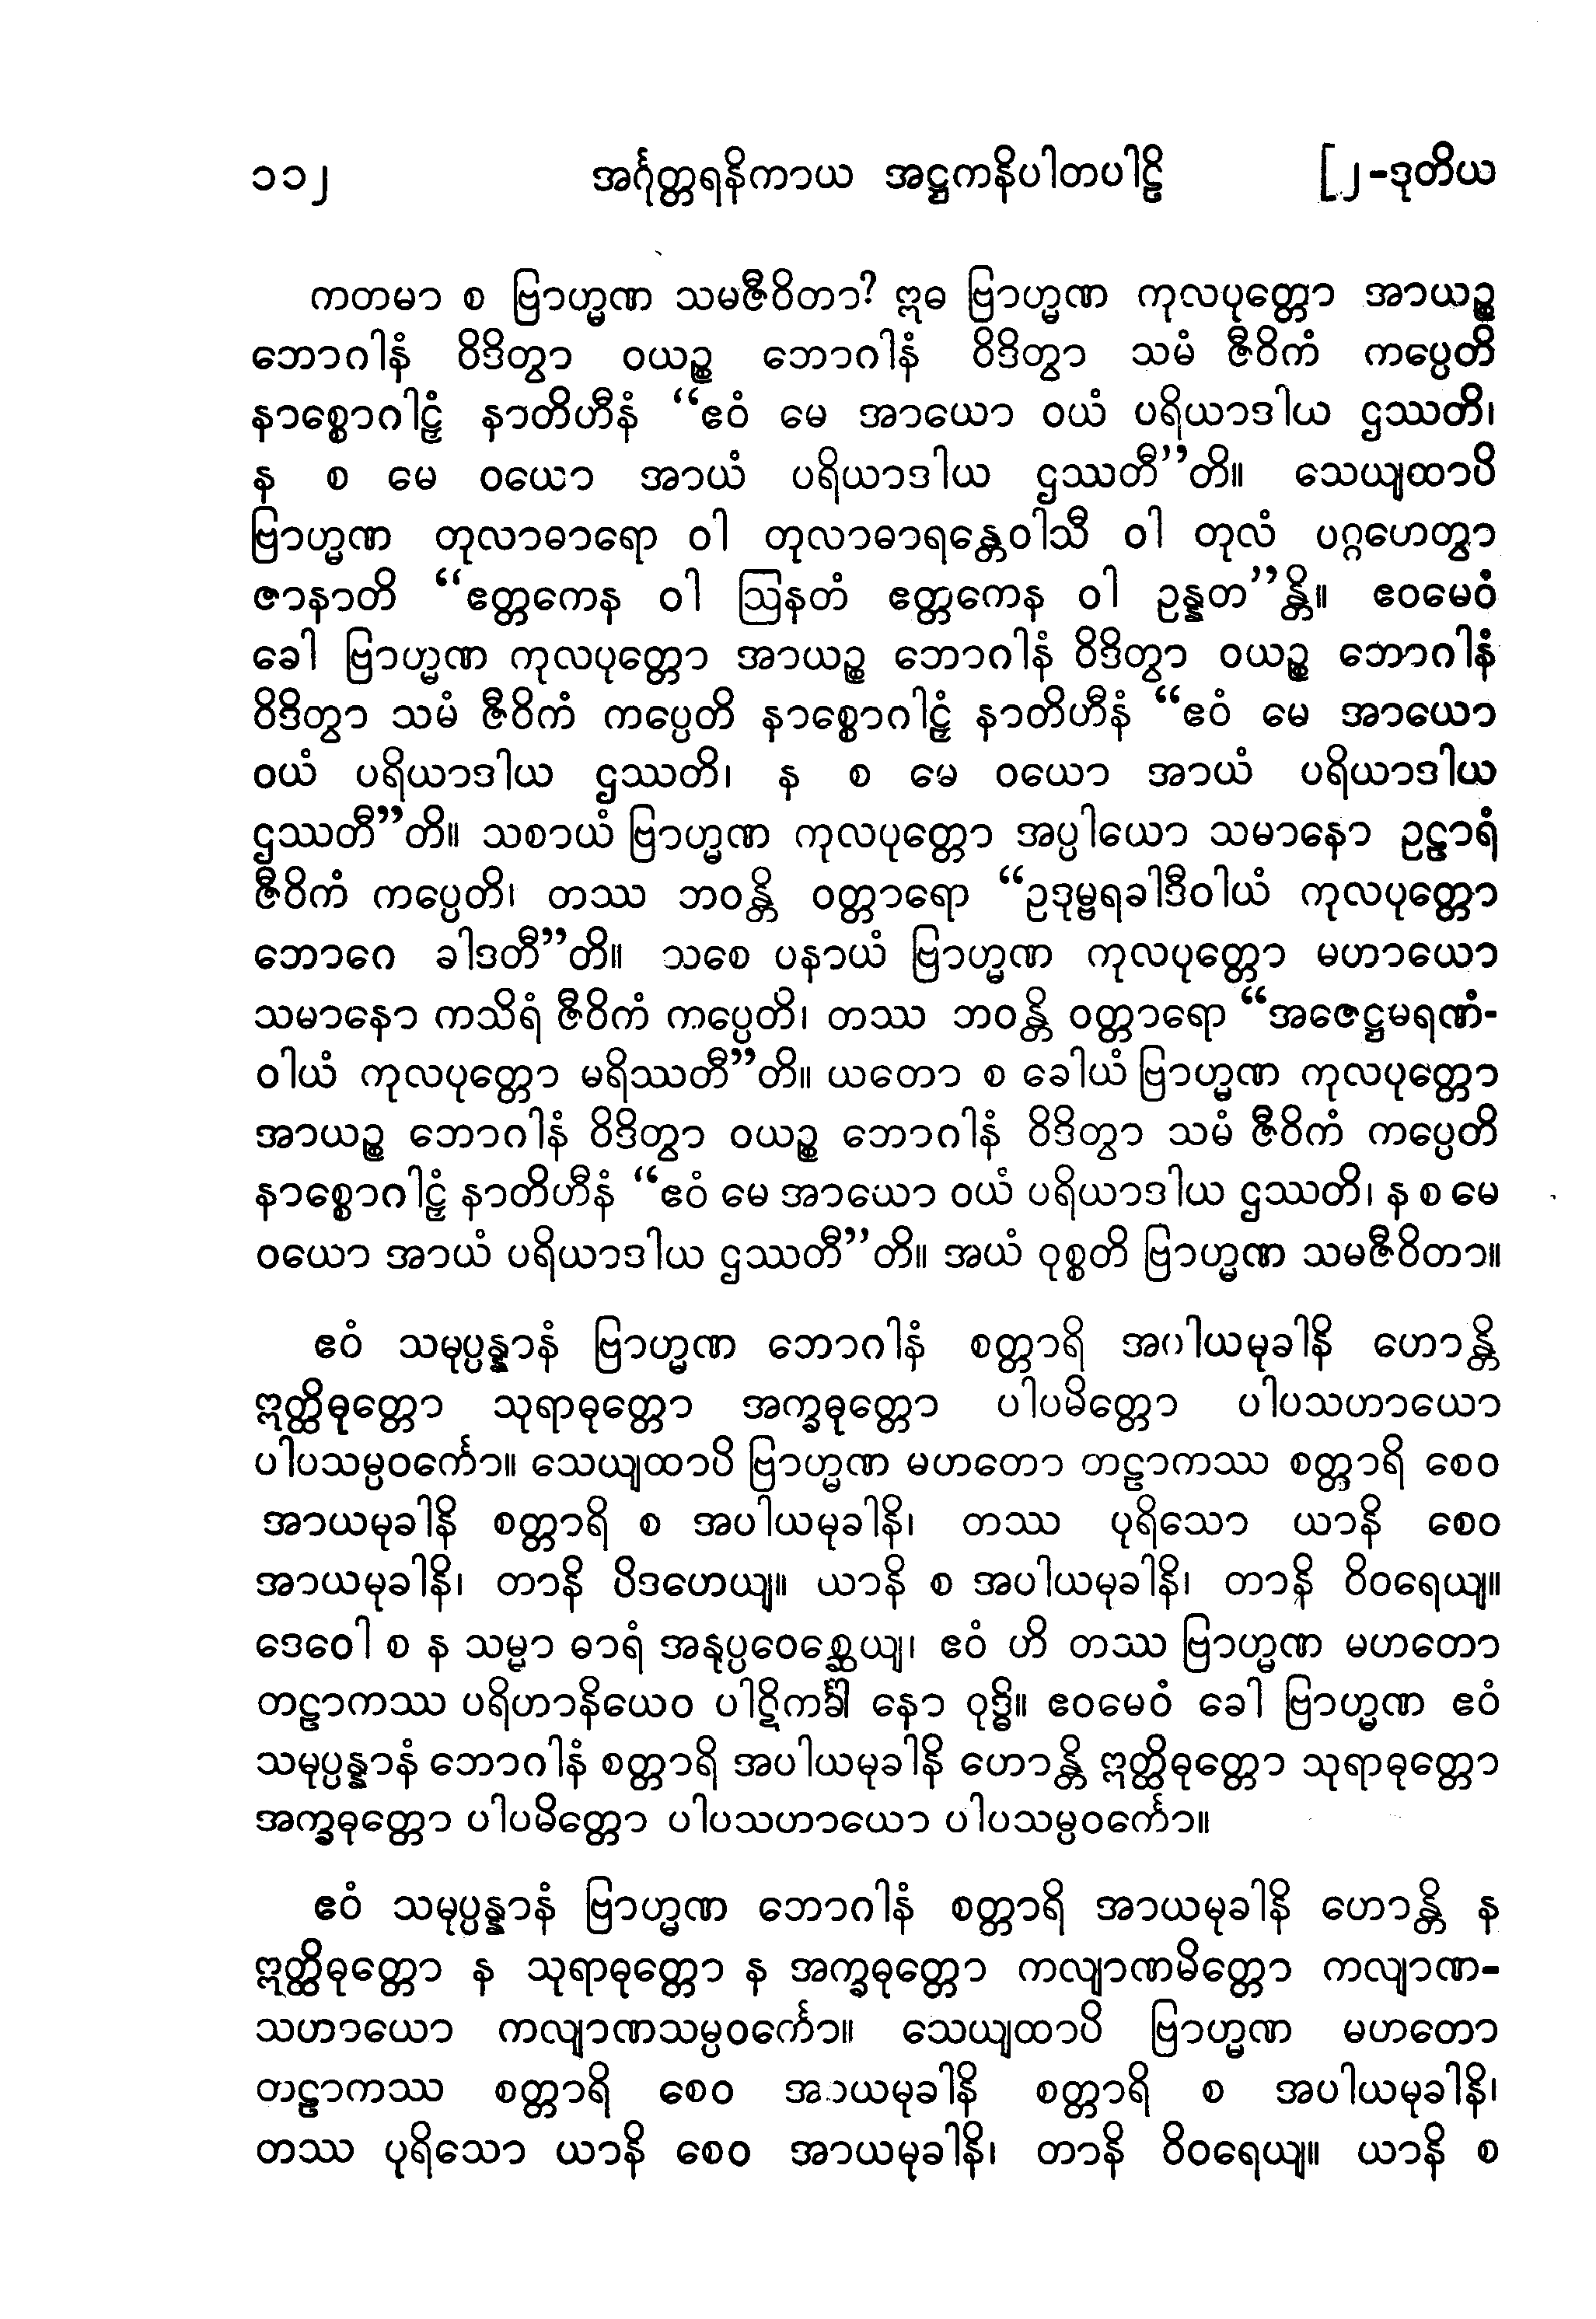 ၁၁၂ အင်္ဂုတ္တရနိကာယ အဋ္ဌကနိပါတပါဠိ [၂-ဒုတိယ
ကတမာ စ ဗြာဟ္မဏ သမဇီဝိတာ? ဣဓ ဗြာဟ္မဏ ကုလပုတ္တော အာယဉ္စ
ဘောဂါနံ ဝိဒိတွာ ဝယဉ္စ ဘောဂါနံ ဝိဒိတွာ သမံ ဇီဝိကံ ကပ္ပေတိ
နာစ္စောဂါဠှံ နာတိဟီနံ “ဧဝံ မေ အာယော ဝယံ ပရိယာဒါယ ဌဿတိ၊
န စ မေ ဝယော အာယံ ပရိယာဒါယ ဌဿတီ”တိ။ သေယျထာပိ
ဗြာဟ္မဏ တုလာဓာရော ဝါ တုလာဓာရန္တေဝါသီ ဝါ တုလံ ပဂ္ဂဟေတွာ
ဇာနာတိ “ဧတ္တကေန ဝါ ဩနတံ ဧတ္တကေန ဝါ ဥန္နတ”န္တိ။ ဧဝမေဝံ
ခေါ ဗြာဟ္မဏ ကုလပုတ္တော အာယဉ္စ ဘောဂါနံ ဝိဒိတွာ ဝယဉ္စ ဘောဂါနံ
ဝိဒိတွာ သမံ ဇီဝိကံ ကပ္ပေတိ နာစ္စောဂါဠှံ နာတိဟီနံ “ဧဝံ မေ အာယော
ဝယံ ပရိယာဒါယ ဌဿတိ၊ န စ မေ ဝယော အာယံ ပရိယာဒါယ
ဌဿတီ”တိ။ သစာယံ ဗြာဟ္မဏ ကုလပုတ္တော အပ္ပါယော သမာနော ဥဠာရံ
ဇီဝိကံ ကပ္ပေတိ၊ တဿ ဘဝန္တိ ဝတ္တာရော “ဥဒုမ္ဗရခါဒီဝါယံ ကုလပုတ္တော
ဘောဂေ ခါဒတီ”တိ။ သစေ ပနာယံ ဗြာဟ္မဏ ကုလပုတ္တော မဟာယော
သမာနော ကသိရံ ဇီဝိကံ ကပ္ပေတိ၊ တဿ ဘဝန္တိ ဝတ္တာရော “အဇေဋ္ဌမရဏံ-
ဝါယံ ကုလပုတ္တော မရိဿတီ”တိ။ ယတော စ ခေါယံ ဗြာဟ္မဏ ကုလပုတ္တော
အာယဉ္စ ဘောဂါနံ ဝိဒိတွာ ဝယဉ္စ ဘောဂါနံ ဝိဒိတွာ သမံ ဇီဝိကံ ကပ္ပေတိ
နာစ္စောဂါဠှံ နာတိဟီနံ “ဧဝံ မေ အာယော ဝယံ ပရိယာဒါယ ဌဿတိ၊ န စ မေ
ဝယော အာယံ ပရိယာဒါယ ဌဿတီ”တိ။ အယံ ဝုစ္စတိ ဗြာဟ္မဏ သမဇီဝိတာ။
ဧဝံ သမုပ္ပန္နာနံ ဗြာဟ္မဏ ဘောဂါနံ စတ္တာရိ အပါယမုခါနိ ဟောန္တိ
ဣတ္ထိဓုတ္တော သုရာဓုတ္တော အက္ခဓုတ္တော ပါပမိတ္တော ပါပသဟာယော
ပါပသမ္ပဝင်္ကော။ သေယျထာပိ ဗြာဟ္မဏ မဟတော တဠာကဿ စတ္တာရိ စေဝ
အာယမုခါနိ စတ္တာရိ စ အပါယမုခါနိ၊ တဿ ပုရိသော ယာနိ စေဝ
အာယမုခါနိ၊ တာနိ ပိဒဟေယျ။ ယာနိ စ အပါယမုခါနိ၊ တာနိ ဝိဝရေယျ။
ဒေဝေါ စ န သမ္မာ ဓာရံ အနုပ္ပဝေစ္ဆေယျ၊ ဧဝံ ဟိ တဿ ဗြာဟ္မဏ မဟတော
တဠာကဿ ပရိဟာနိယေဝ ပါဋိကင်္ခါ နော ဝုဒ္ဓိ။ ဧဝမေဝံ ခေါ ဗြာဟ္မဏ ဧဝံ
သမုပ္ပန္နာနံ ဘောဂါနံ စတ္တာရိ အပါယမုခါနိ ဟောန္တိ ဣတ္ထိဓုတ္တော သုရာဓုတ္တော
အက္ခဓုတ္တော ပါပမိတ္တော ပါပသဟာယော ပါပသမ္ပဝင်္ကော။
ဧဝံ သမုပ္ပန္နာနံ ဗြာဟ္မဏ ဘောဂါနံ စတ္တာရိ အာယမုခါနိ ဟောန္တိ န
ဣတ္ထိဓုတ္တော န သုရာဓုတ္တော န အက္ခဓုတ္တော ကလျာဏမိတ္တော ကလျာဏ-
သဟာယော ကလျာဏသမ္ပဝင်္ကော။ သေယျထာပိ ဗြာဟ္မဏ မဟတော
တဠာကဿ စတ္တာရိ စေဝ အာယမုခါနိ စတ္တာရိ စ အပါယမုခါနိ၊
တဿ ပုရိသော ယာနိ စေဝ အာယမုခါနိ၊ တာနိ ဝိဝရေယျ။ ယာနိ စ